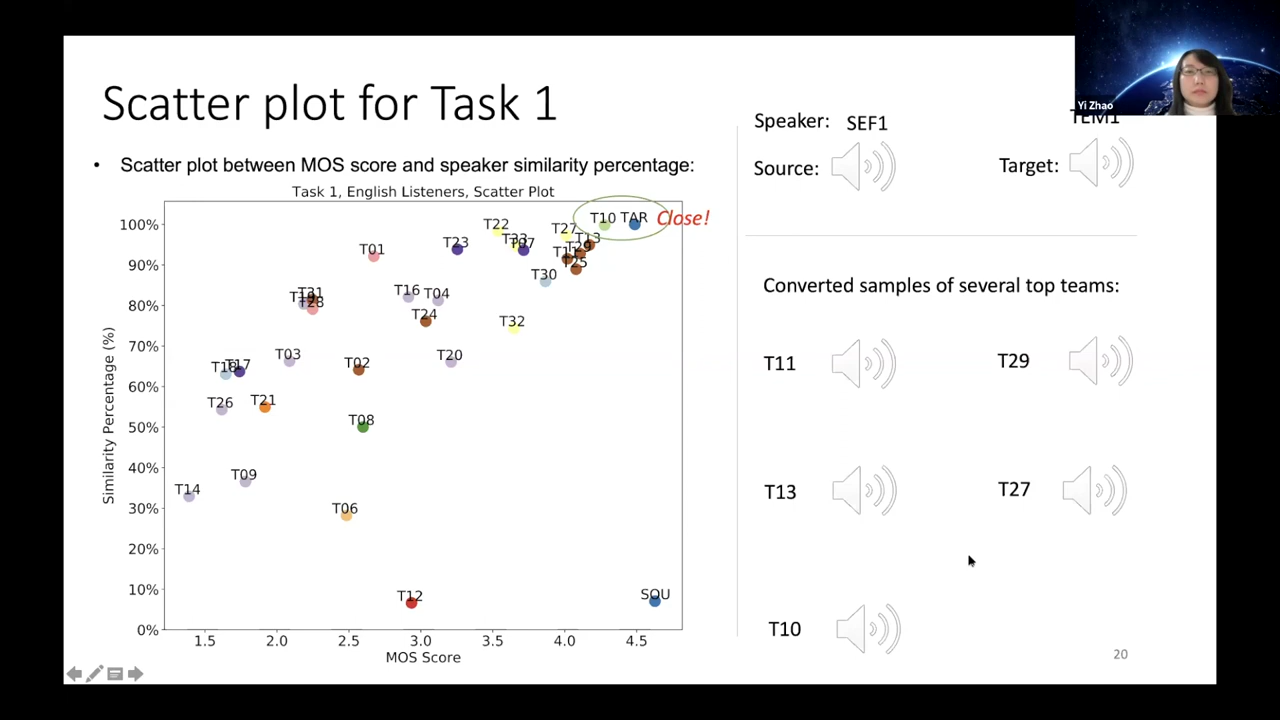 Scatter plot for Task 1
• Scatter plot between MOS score and speaker similarity percentage:
Task 1, English Listeners, Scatter Plot
100%
90%
80%
70%
60%
50%
40%
30%
20%
10%
0%
Similarity Percentage (%)
T10 TAR Close!
T22
T27
T13
T23
T33
T07
T29
T01
T11
T25
T30
T16
T04
T31
T19
T28
T24
T32
T03
T20
T02
T18
T17
T26
T21
T08
T09
T14
T06
T12
SOU
1.5 2.0 2.5 3.0 3.5 4.0 4.5
MOS Score
Yi Zhao
Speaker: SEF1 TEM1
Source: Target:
Converted samples of several top teams:
T11 T29
T13 T27
T10
20